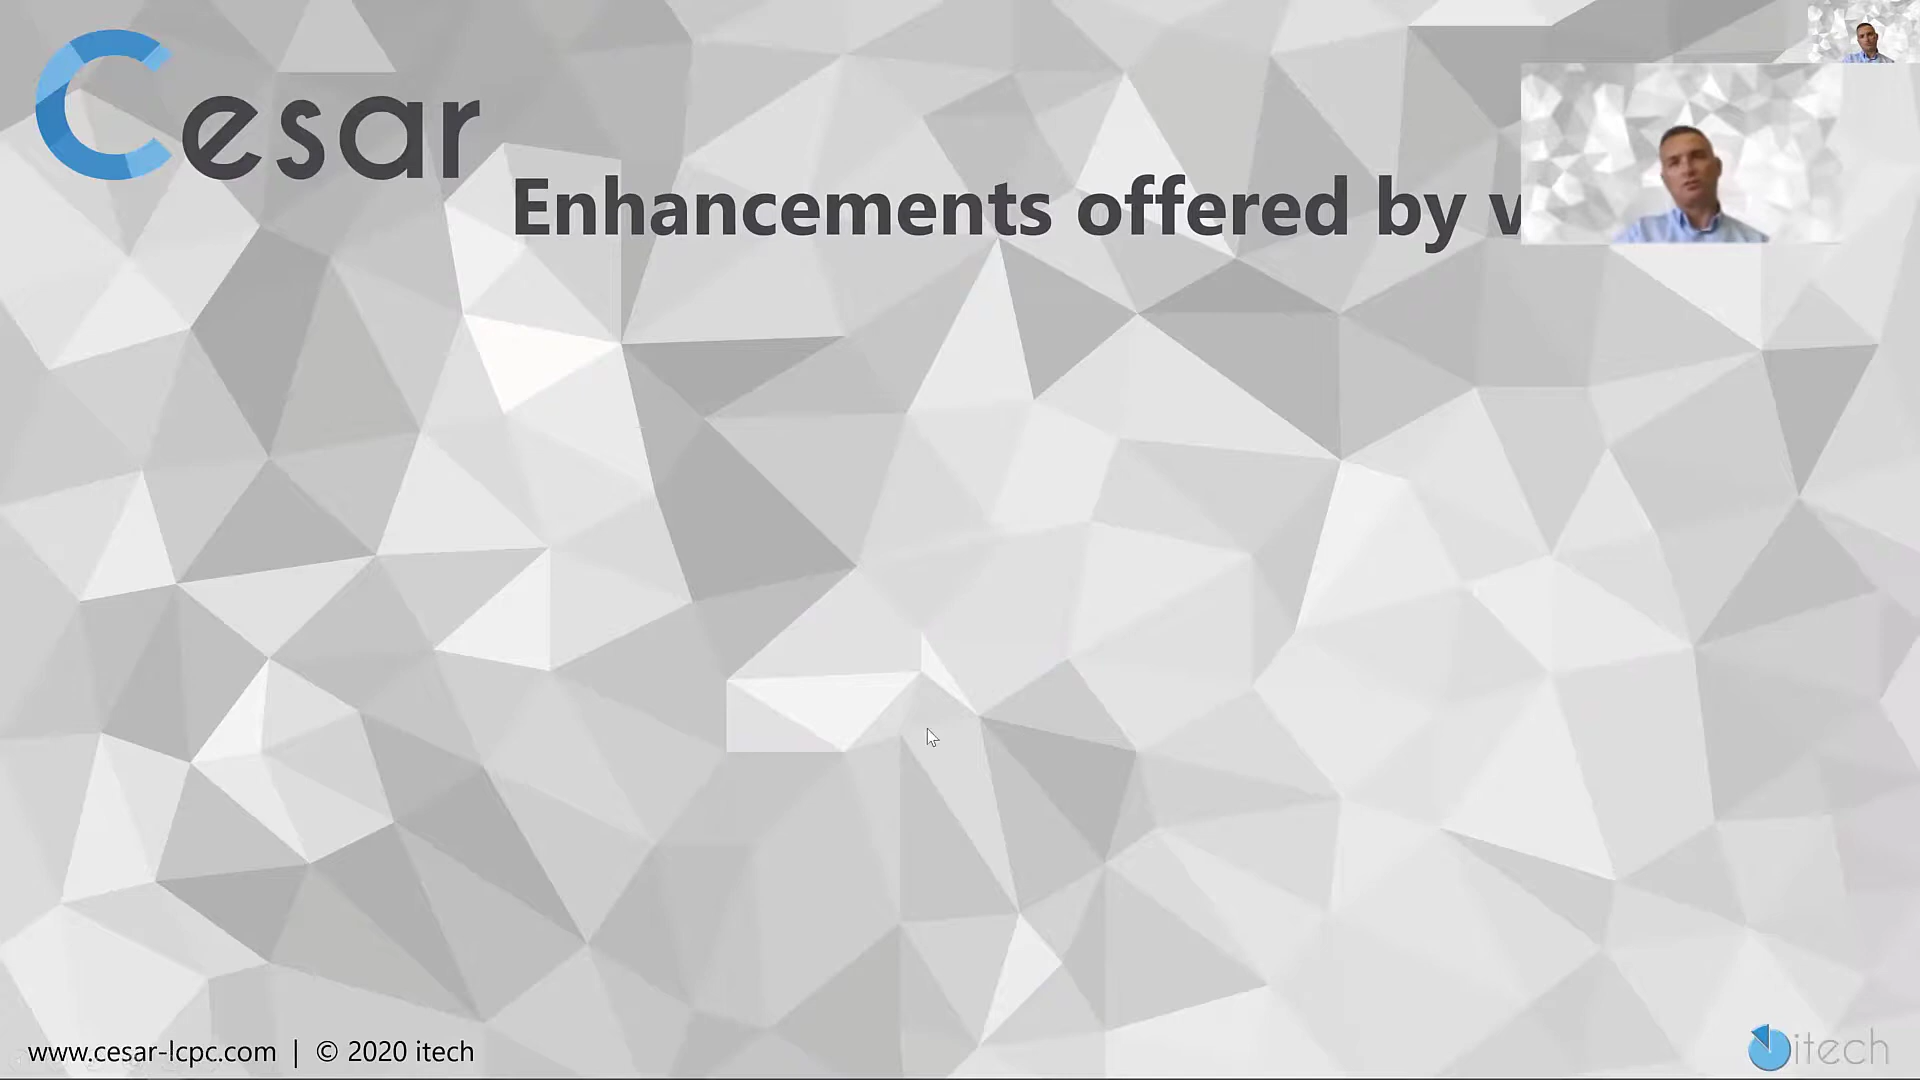 Cesar
Enhancements offered by
www.cesar-lcpc.com | © 2020 itech
itech